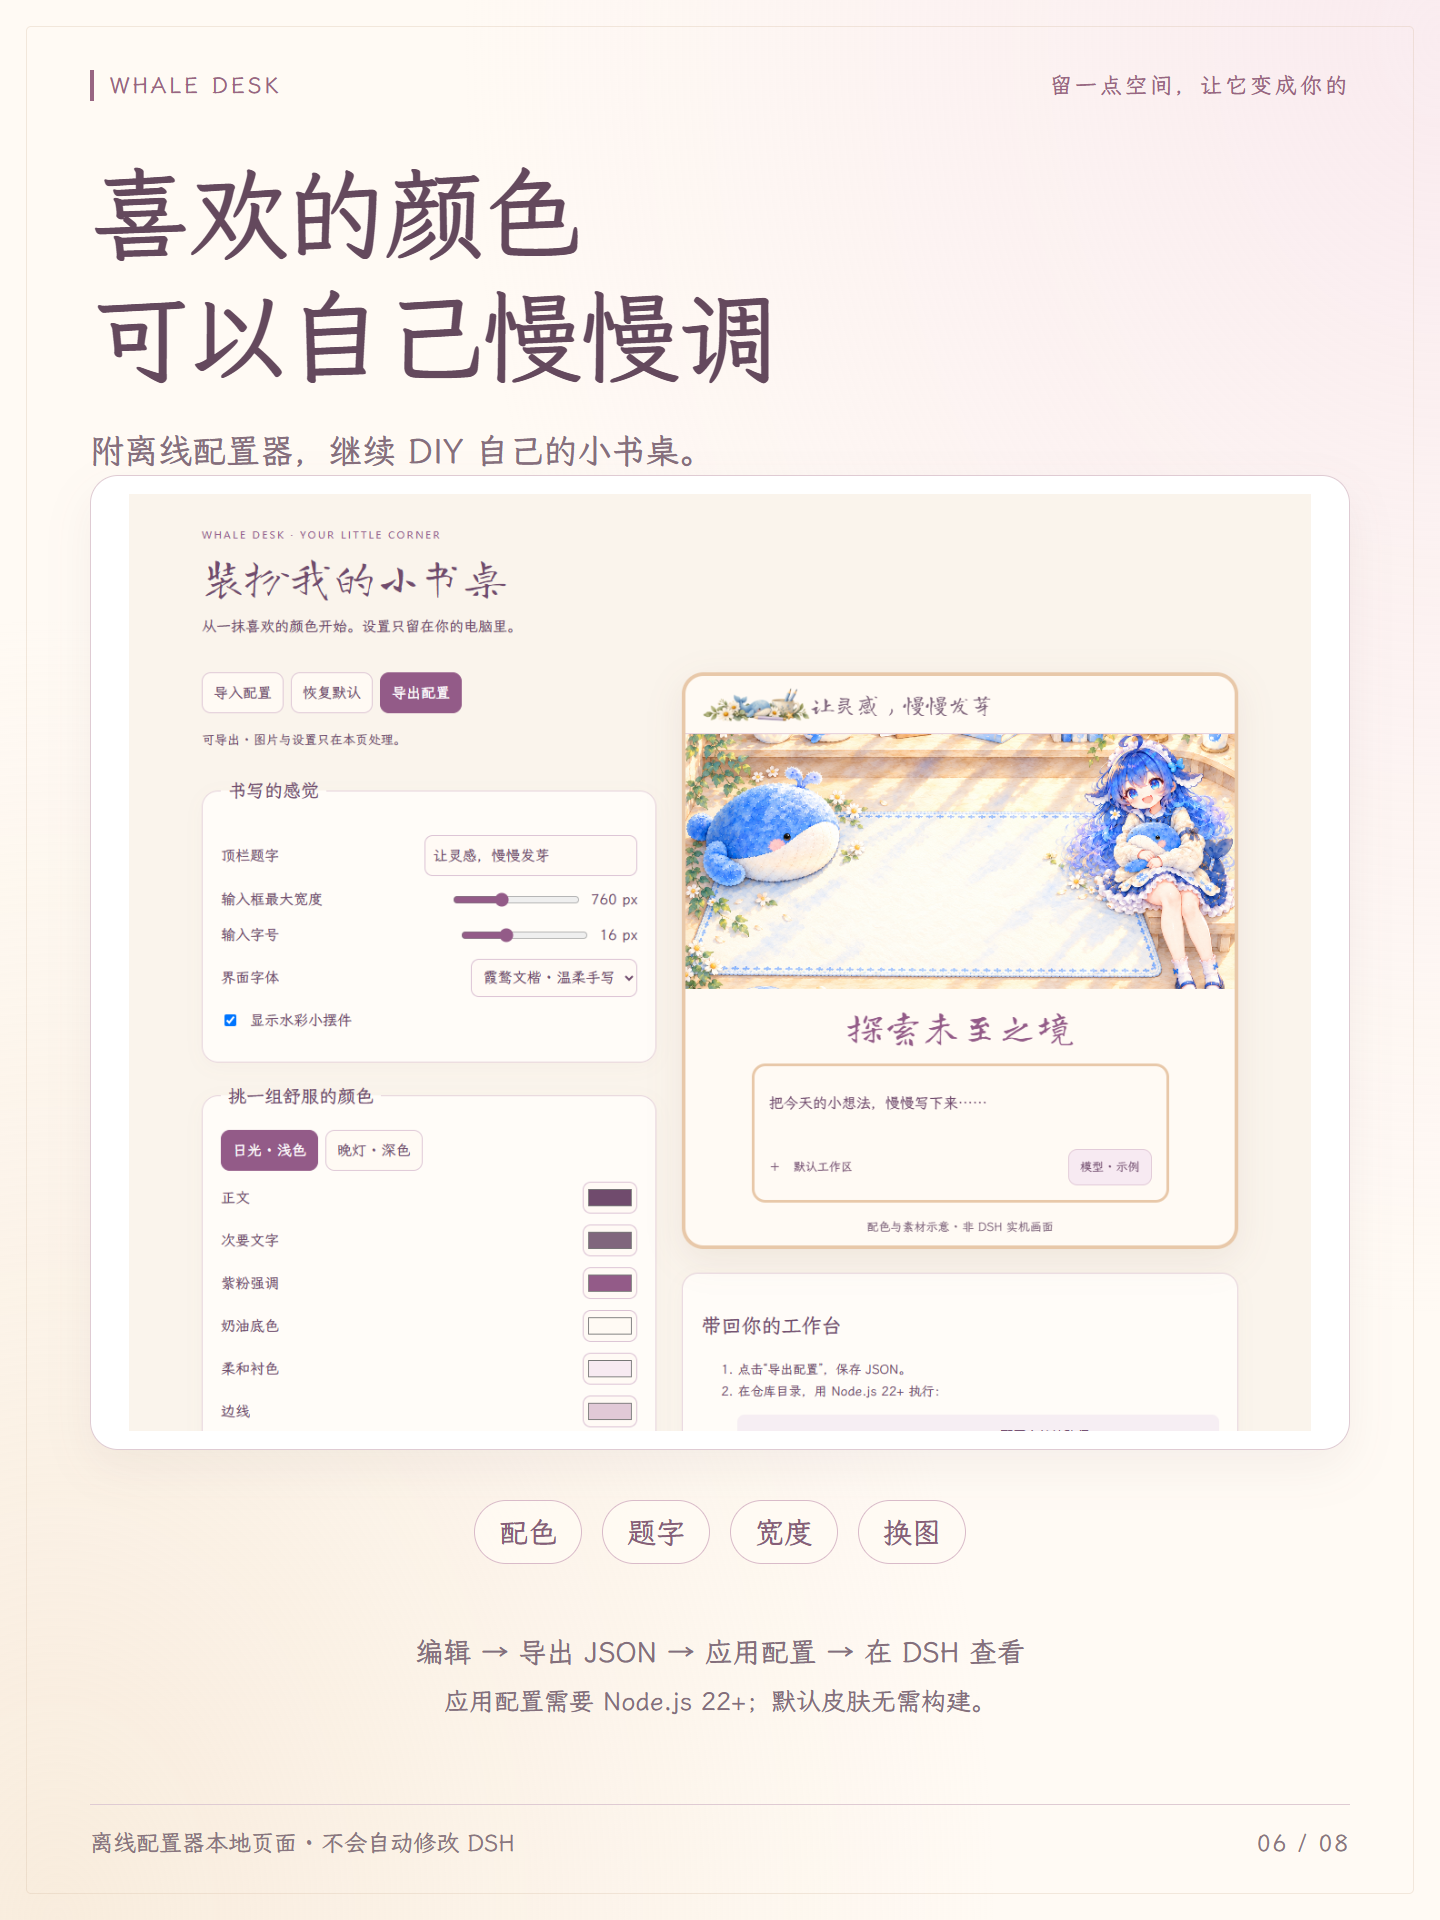 WHALE DESK
留一点空间，让它变成你的
喜欢的颜色
可以自己慢慢调
附离线配置器，继续 DIY 自己的小书桌。
WHALE DESK · YOUR LITTLE CORNER
装扮我的小书桌
从一抹喜欢的颜色开始。设置只留在你的电脑里。
导入配置 恢复默认 导出配置
可导出·图片与设置只在本页处理。
书写的感觉
顶栏题字 让灵感，慢慢发芽
输入框最大宽度 760 px
输入字号 16 px
界面字体 霞鹜文楷·温柔手写
显示水彩小摆件
挑一组舒服的颜色
日光·浅色 晚灯·深色
正文
次要文字
紫粉强调
奶油底色
柔和衬色
边线
让灵感，慢慢发芽
探索未至之境
把今天的小想法，慢慢写下来……
+ 默认工作区 模型·示例
配色与素材示意·非 DSH 实机画面
带回你的工作台
1. 点击“导出配置”，保存 JSON。
2. 在仓库目录，用 Node.js 22+ 执行：
配色 题字 宽度 换图
编辑 → 导出 JSON → 应用配置 → 在 DSH 查看
应用配置需要 Node.js 22+；默认皮肤无需构建。
离线配置器本地页面·不会自动修改 DSH
06 / 08